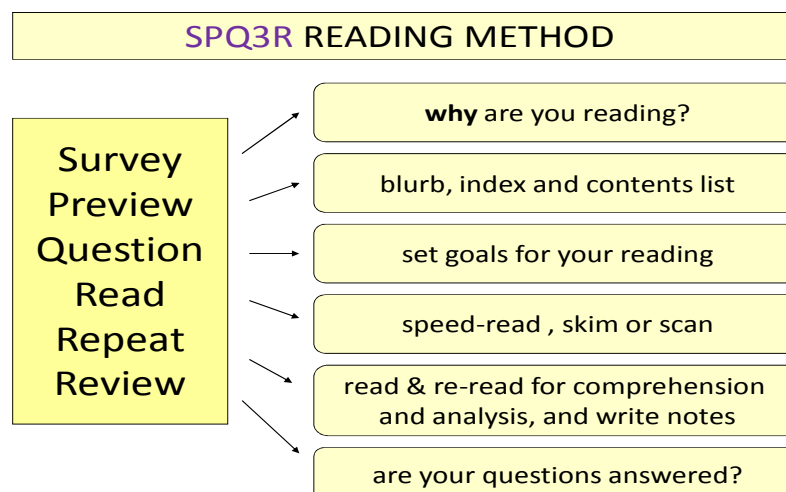 SPQ3R READING METHOD
Survey
Preview
Question
Read
Repeat
Review
why are you reading?
blurb, index and contents list
set goals for your reading
speed-read , skim or scan
read & re-read for comprehension
and analysis, and write notes
are your questions answered?